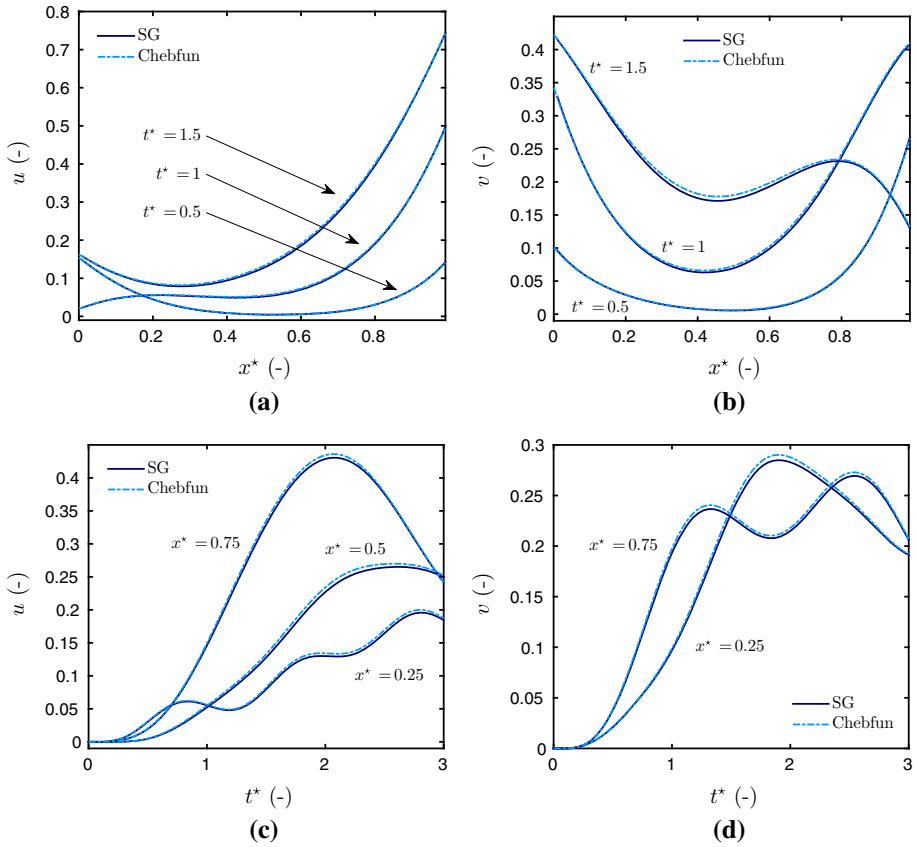 0.8
0.7
0.6
0.5
0.4
0.3
0.2
0.1
0
u (-)
SG
Chebfun
t⋆ = 1.5
t⋆ = 1
t⋆ = 0.5
0 0.2 0.4 0.6 0.8
x⋆ (-)
(a)
0.4
0.35
0.3
0.25
0.2
0.15
0.1
0.05
0
v (-)
SG
Chebfun
t⋆ = 1.5
t⋆ = 1
t⋆ = 0.5
0 0.2 0.4 0.6 0.8
x⋆ (-)
(b)
0.4
0.35
0.3
0.25
0.2
0.15
0.1
0.05
0
u (-)
SG
Chebfun
x⋆ = 0.75
x⋆ = 0.5
x⋆ = 0.25
0 1 2 3
t⋆ (-)
(c)
0.3
0.25
0.2
0.15
0.1
0.05
0
v (-)
x⋆ = 0.75
x⋆ = 0.25
SG
Chebfun
0 1 2 3
t⋆ (-)
(d)